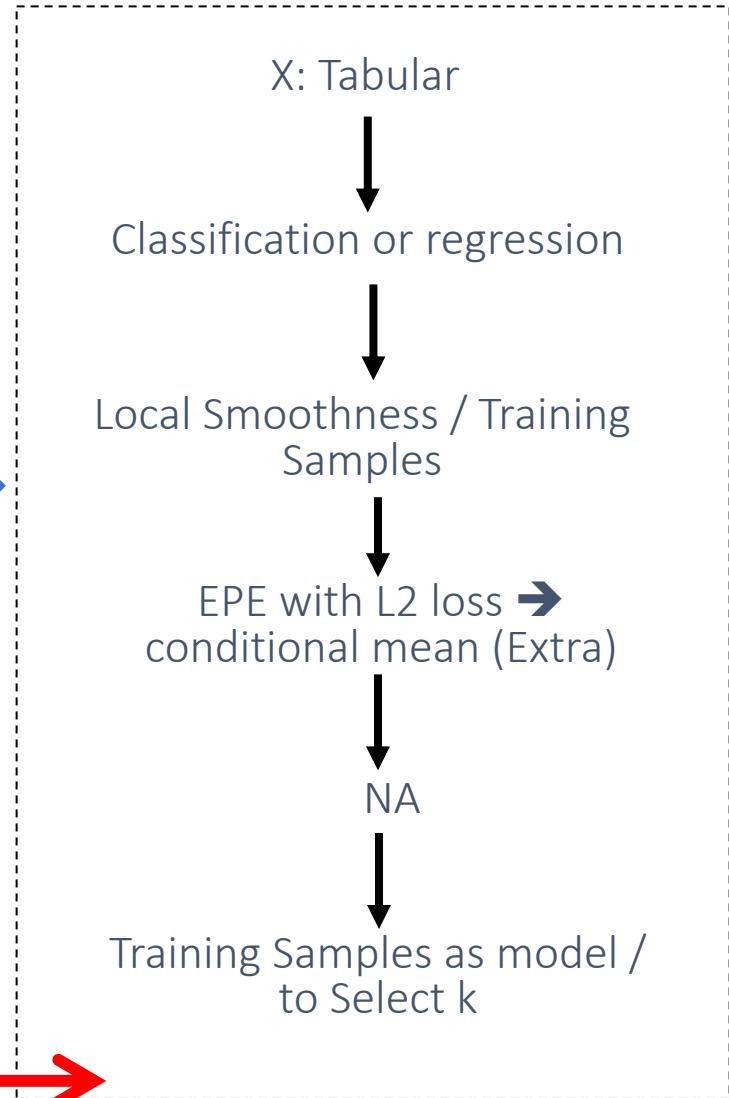 X: Tabular
Classification or regression
Local Smoothness / Training
Samples
EPE with L2 loss ➔
conditional mean (Extra)
NA
Training Samples as model /
to Select k